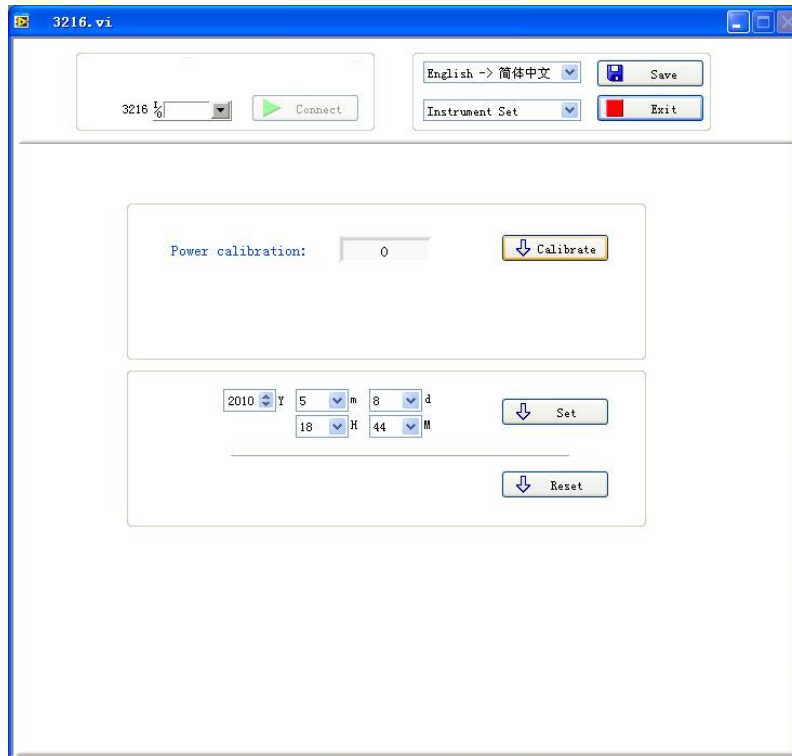 3216.vi
English -> 简体中文 Save
3216 I/O Connect
Instrument Set Exit
Power calibration: 0 Calibrate
2010 Y 5 m 8 d Set
18 H 44 M
Reset